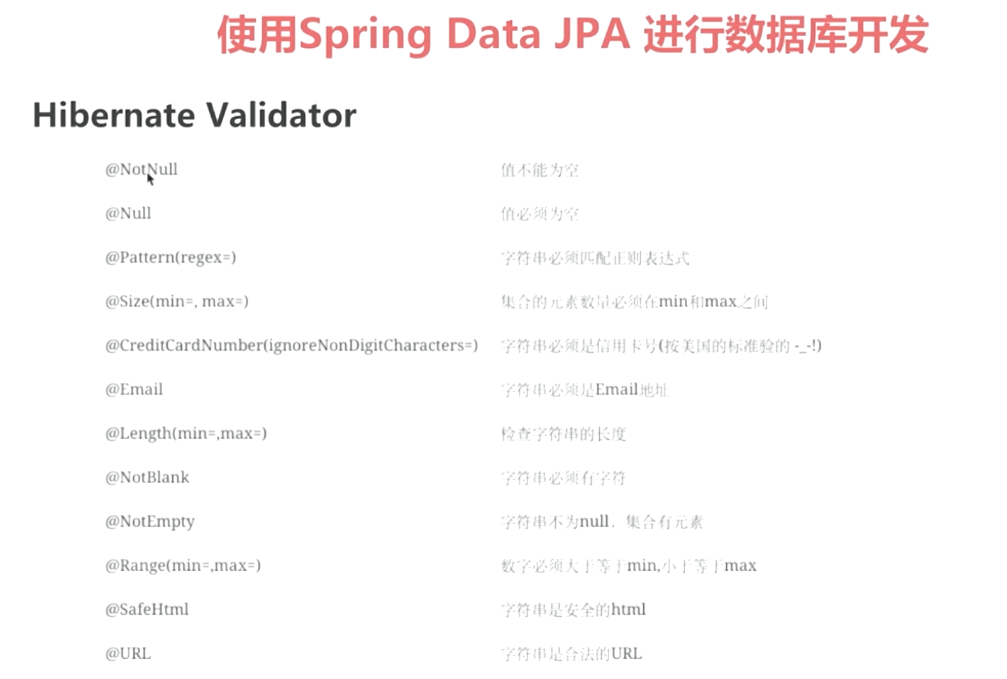 使用Spring Data JPA 进行数据库开发
Hibernate Validator
@NotNull 值不能为空
@Null 值必须为空
@Pattern(regex=) 字符串必须匹配正则表达式
@Size(min=, max=) 集合的元素数量必须在min和max之间
@CreditCardNumber(ignoreNonDigitCharacters=) 字符串必须是信用卡号(按美国的标准验的 -_-!)
@Email 字符串必须是Email地址
@Length(min=,max=) 检查字符串的长度
@NotBlank 字符串必须有字符
@NotEmpty 字符串不为null，集合有元素
@Range(min=,max=) 数字必须大于等于min,小于等于max
@SafeHtml 字符串是安全的html
@URL 字符串是合法的URL